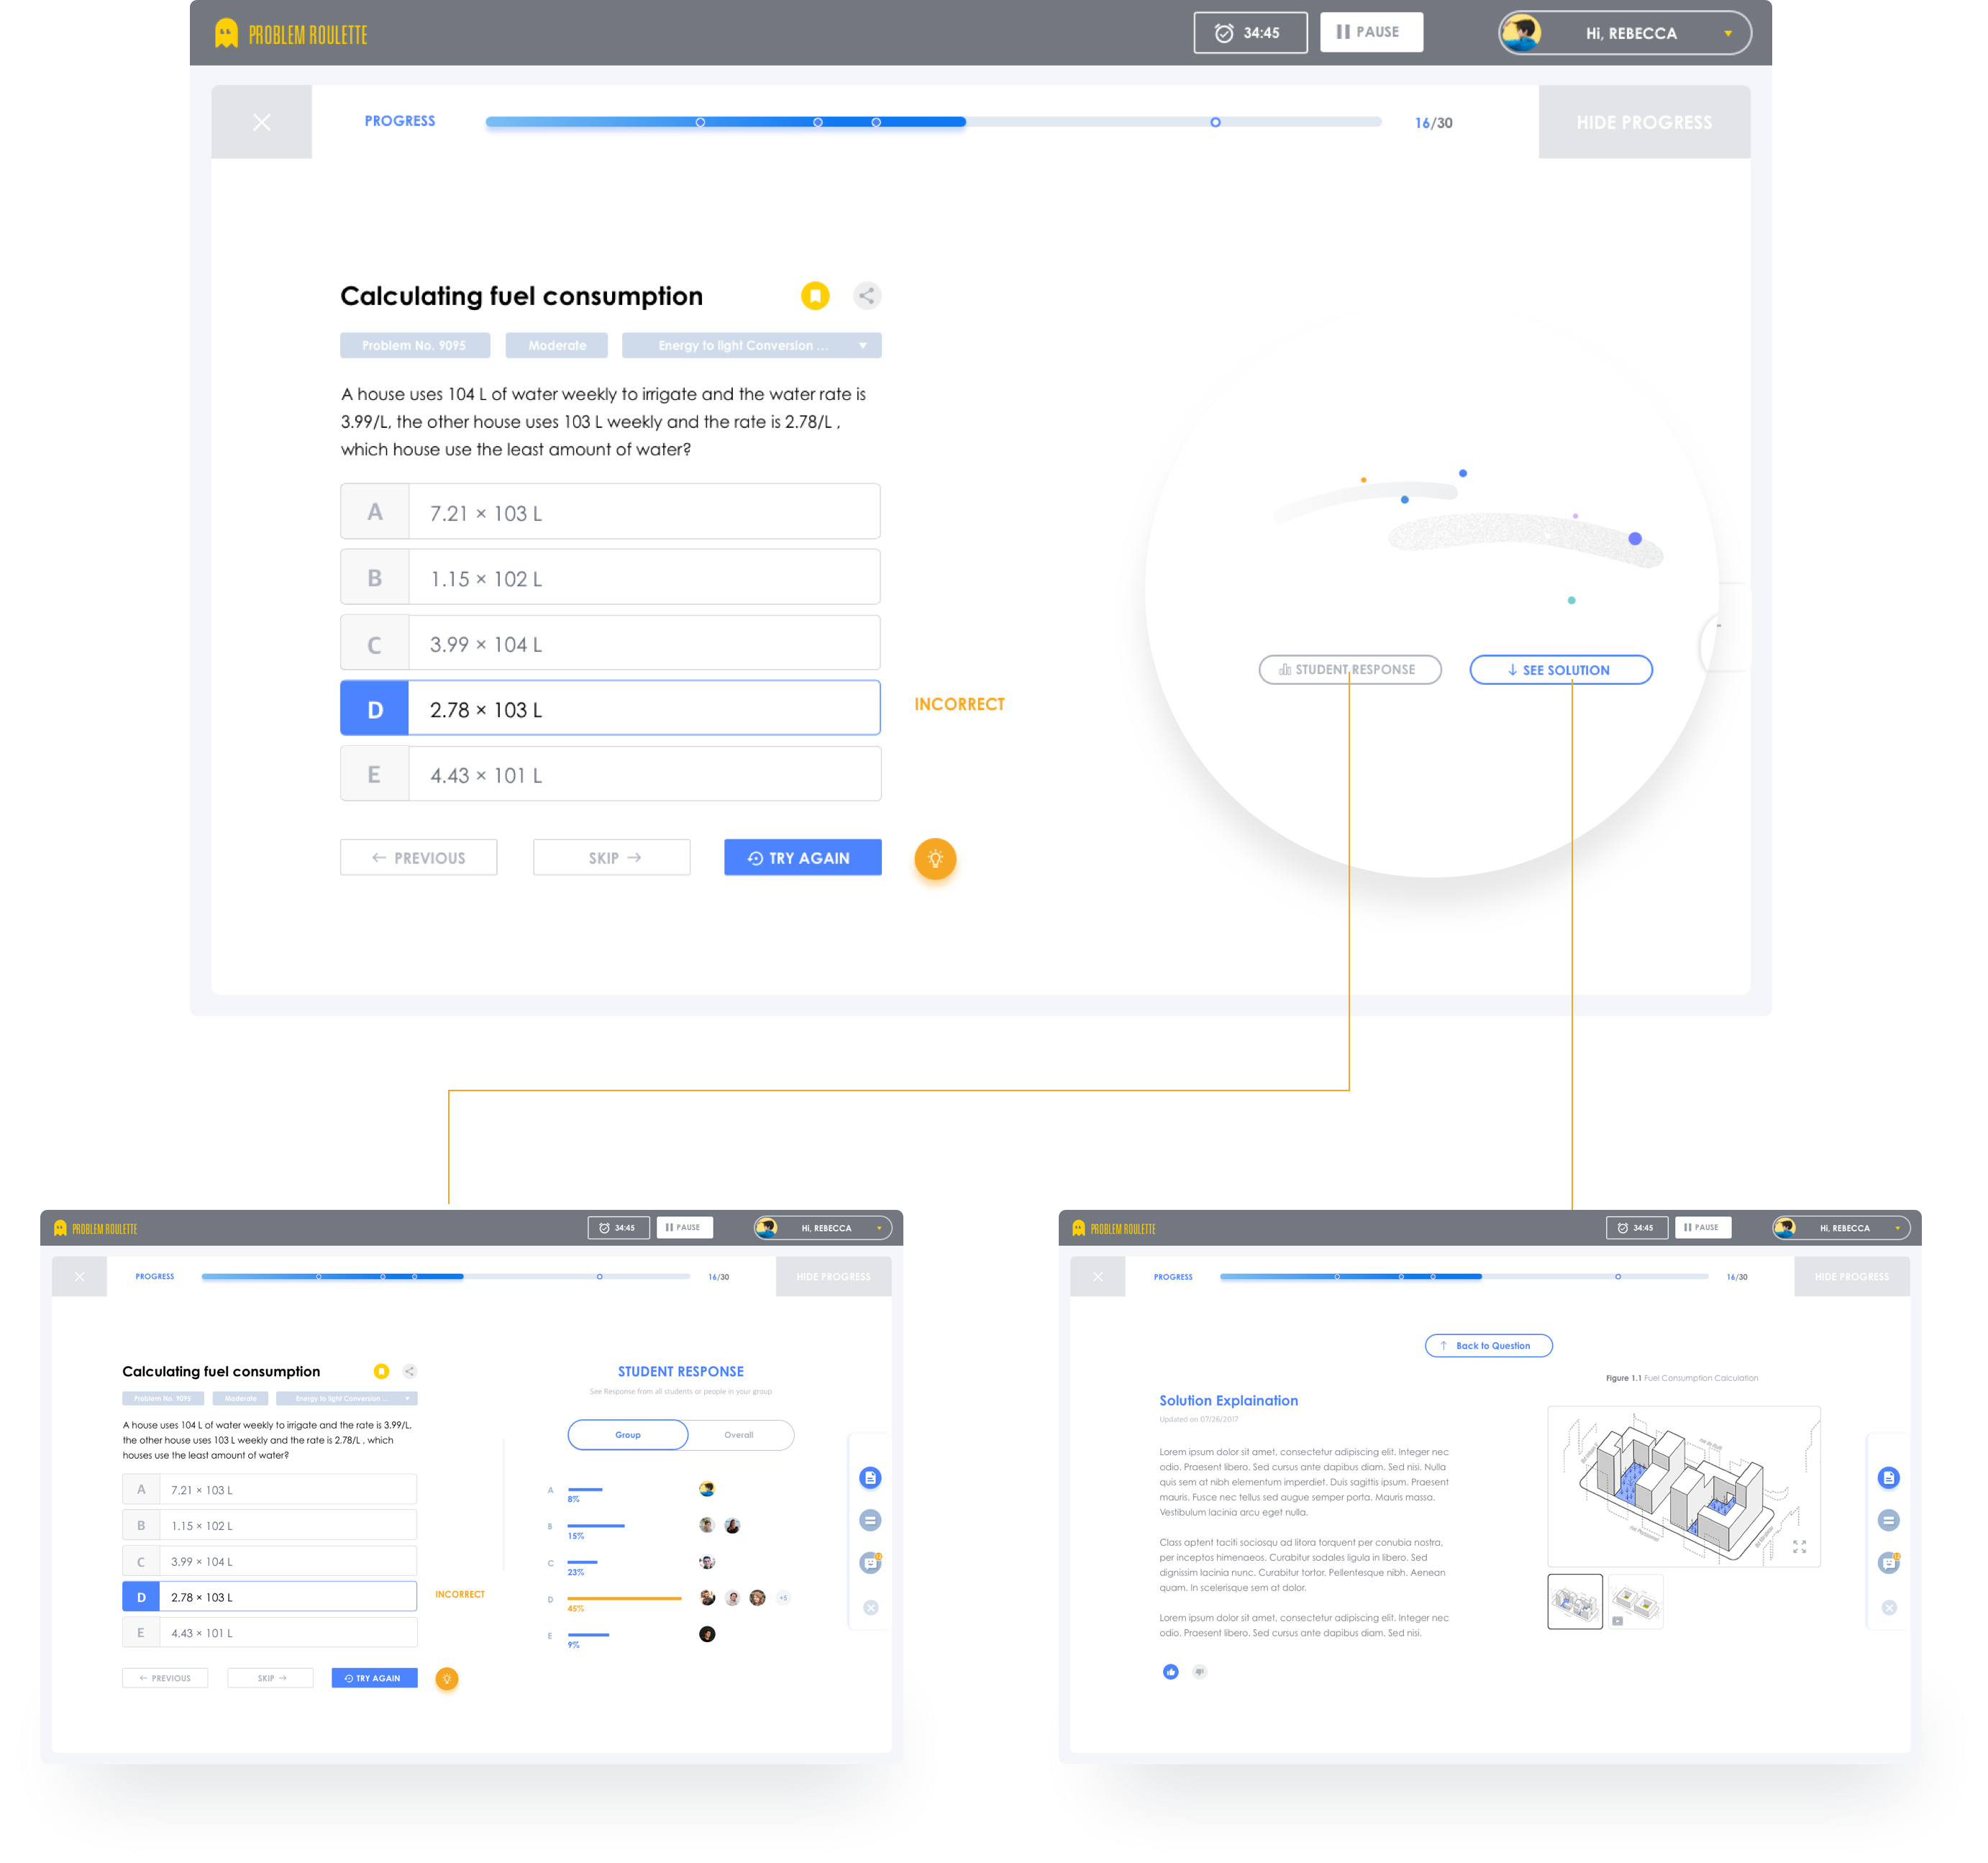 PROBLEM ROULETTE
34:45
PAUSE
Hi, REBECCA
PROGRESS
16/30
HIDE PROGRESS
Calculating fuel consumption
Problem No. 9095
Moderate
Energy to light Conversion ...
A house uses 104 L of water weekly to irrigate and the water rate is
3.99/L, the other house uses 103 L weekly and the rate is 2.78/L ,
which house use the least amount of water?
A
7.21 × 103 L
B
1.15 × 102 L
C
3.99 × 104 L
D
2.78 × 103 L
INCORRECT
E
4.43 × 101 L
PREVIOUS
SKIP
TRY AGAIN
STUDENT RESPONSE
SEE SOLUTION
PROBLEM ROULETTE
34:45
PAUSE
Hi, REBECCA
PROGRESS
16/30
HIDE PROGRESS
Calculating fuel consumption
Problem No. 9095
Moderate
Energy to light Conversion ...
A house uses 104 L of water weekly to irrigate and the rate is 3.99/L,
the other house uses 103 L weekly and the rate is 2.78/L , which
houses use the least amount of water?
A
7.21 × 103 L
B
1.15 × 102 L
C
3.99 × 104 L
D
2.78 × 103 L
INCORRECT
E
4.43 × 101 L
PREVIOUS
SKIP
TRY AGAIN
STUDENT RESPONSE
See Response from all students or people in your group
Group
Overall
A
8%
B
15%
C
23%
D
45%
+5
E
9%
PROBLEM ROULETTE
34:45
PAUSE
Hi, REBECCA
PROGRESS
16/30
HIDE PROGRESS
Back to Question
Solution Explaination
Updated on 07/26/2017
Lorem ipsum dolor sit amet, consectetur adipiscing elit. Integer nec
odio. Praesent libero. Sed cursus ante dapibus diam. Sed nisi. Nulla
quis sem at nibh elementum imperdiet. Duis sagittis ipsum. Praesent
mauris. Fusce nec tellus sed augue semper porta. Mauris massa.
Vestibulum lacinia arcu eget nulla.
Class aptent taciti sociosqu ad litora torquent per conubia nostra,
per inceptos himenaeos. Curabitur sodales ligula in libero. Sed
dignissim lacinia nunc. Curabitur tortor. Pellentesque nibh. Aenean
quam. In scelerisque sem at dolor.
Lorem ipsum dolor sit amet, consectetur adipiscing elit. Integer nec
odio. Praesent libero. Sed cursus ante dapibus diam. Sed nisi.
Figure 1.1 Fuel Consumption Calculation